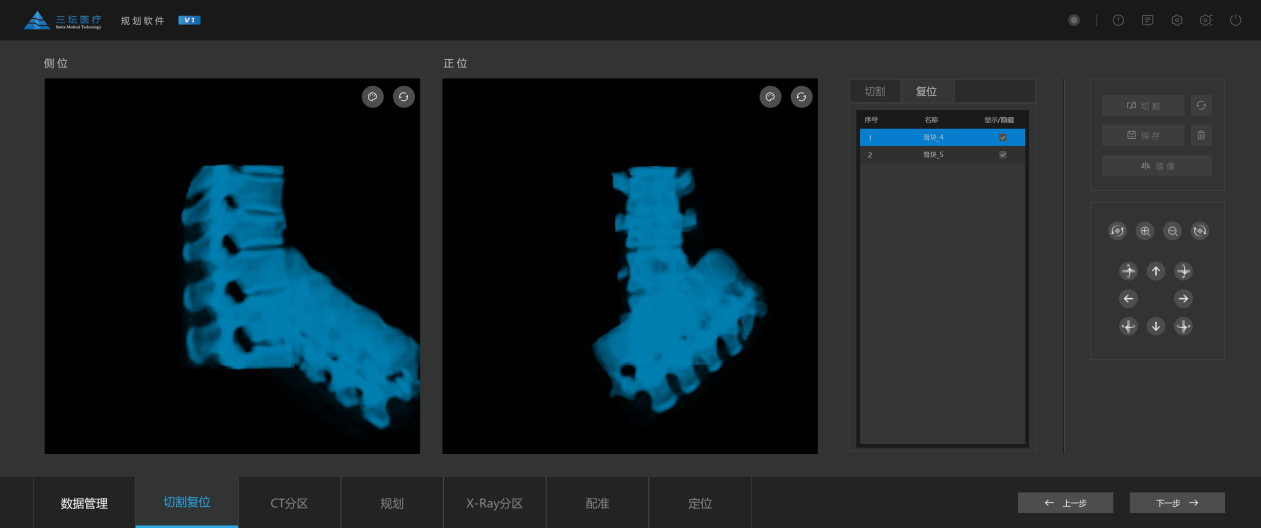 三坛医疗 规划软件 V1
Santa Medical Technology
侧位
正位
切割 复位
序号 名称 显示/隐藏
1 骨块_4
2 骨块_5
切割
保存
镜像
数据管理 切割复位 CT分区 规划 X-Ray分区 配准 定位 ← 上一步 下一步 →